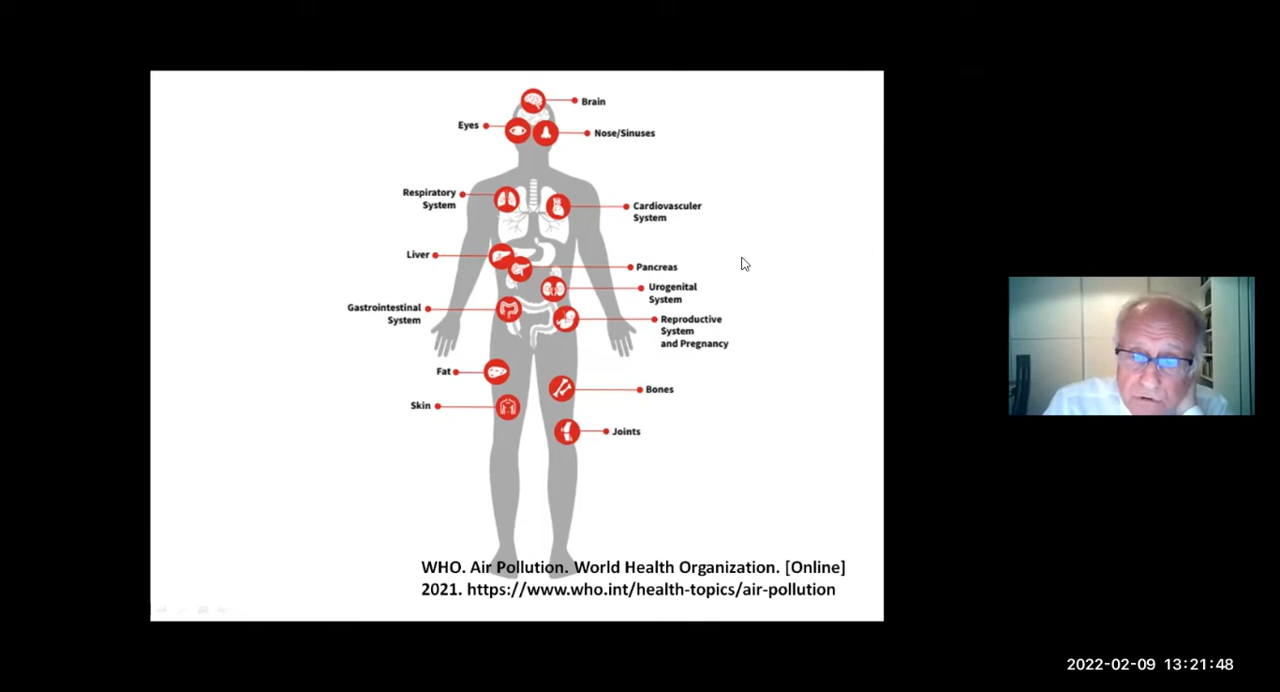 Brain
Eyes
Nose/Sinuses
Respiratory
System
Cardiovasculer
System
Liver
Pancreas
Urogenital
System
Gastrointestinal
System
Reproductive
System
and Pregnancy
Fat
Bones
Skin
Joints
WHO. Air Pollution. World Health Organization. [Online]
2021. https://www.who.int/health-topics/air-pollution
2022-02-09 13:21:48